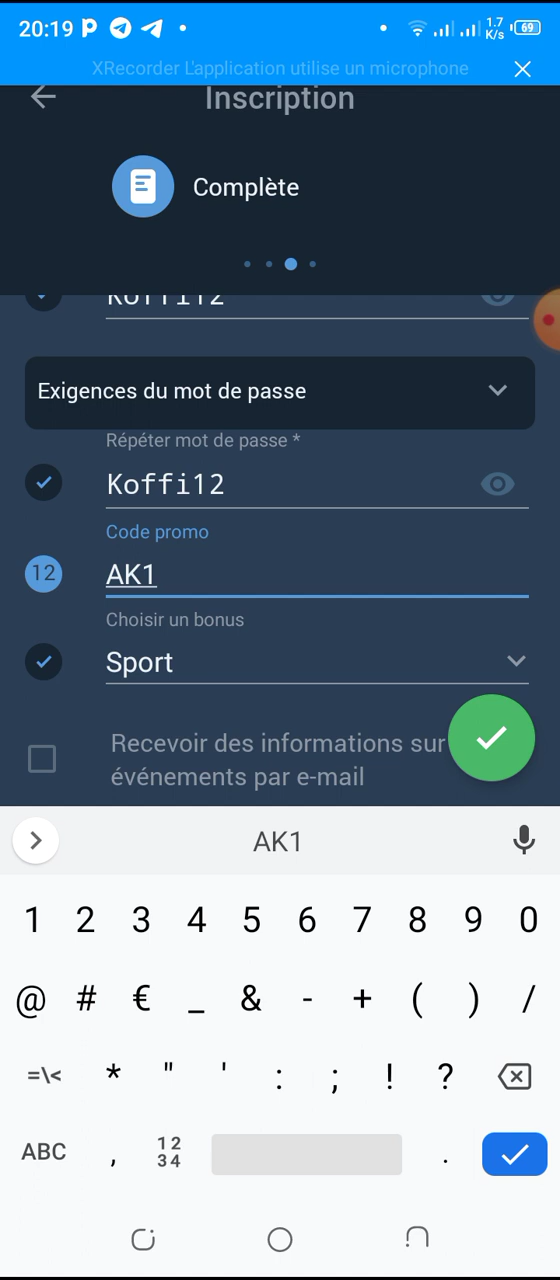 20:19
1.7
K/s
69
XRecorder L'application utilise un microphone
Inscription
Complète
Koffi12
Exigences du mot de passe
Répéter mot de passe *
Koffi12
Code promo
12
AK1
Choisir un bonus
Sport
Recevoir des informations sur
événements par e-mail
AK1
1 2 3 4 5 6 7 8 9 0
@ # € _ & - + ( ) /
=\< * " ' : ; ! ?
ABC , 12 .
34